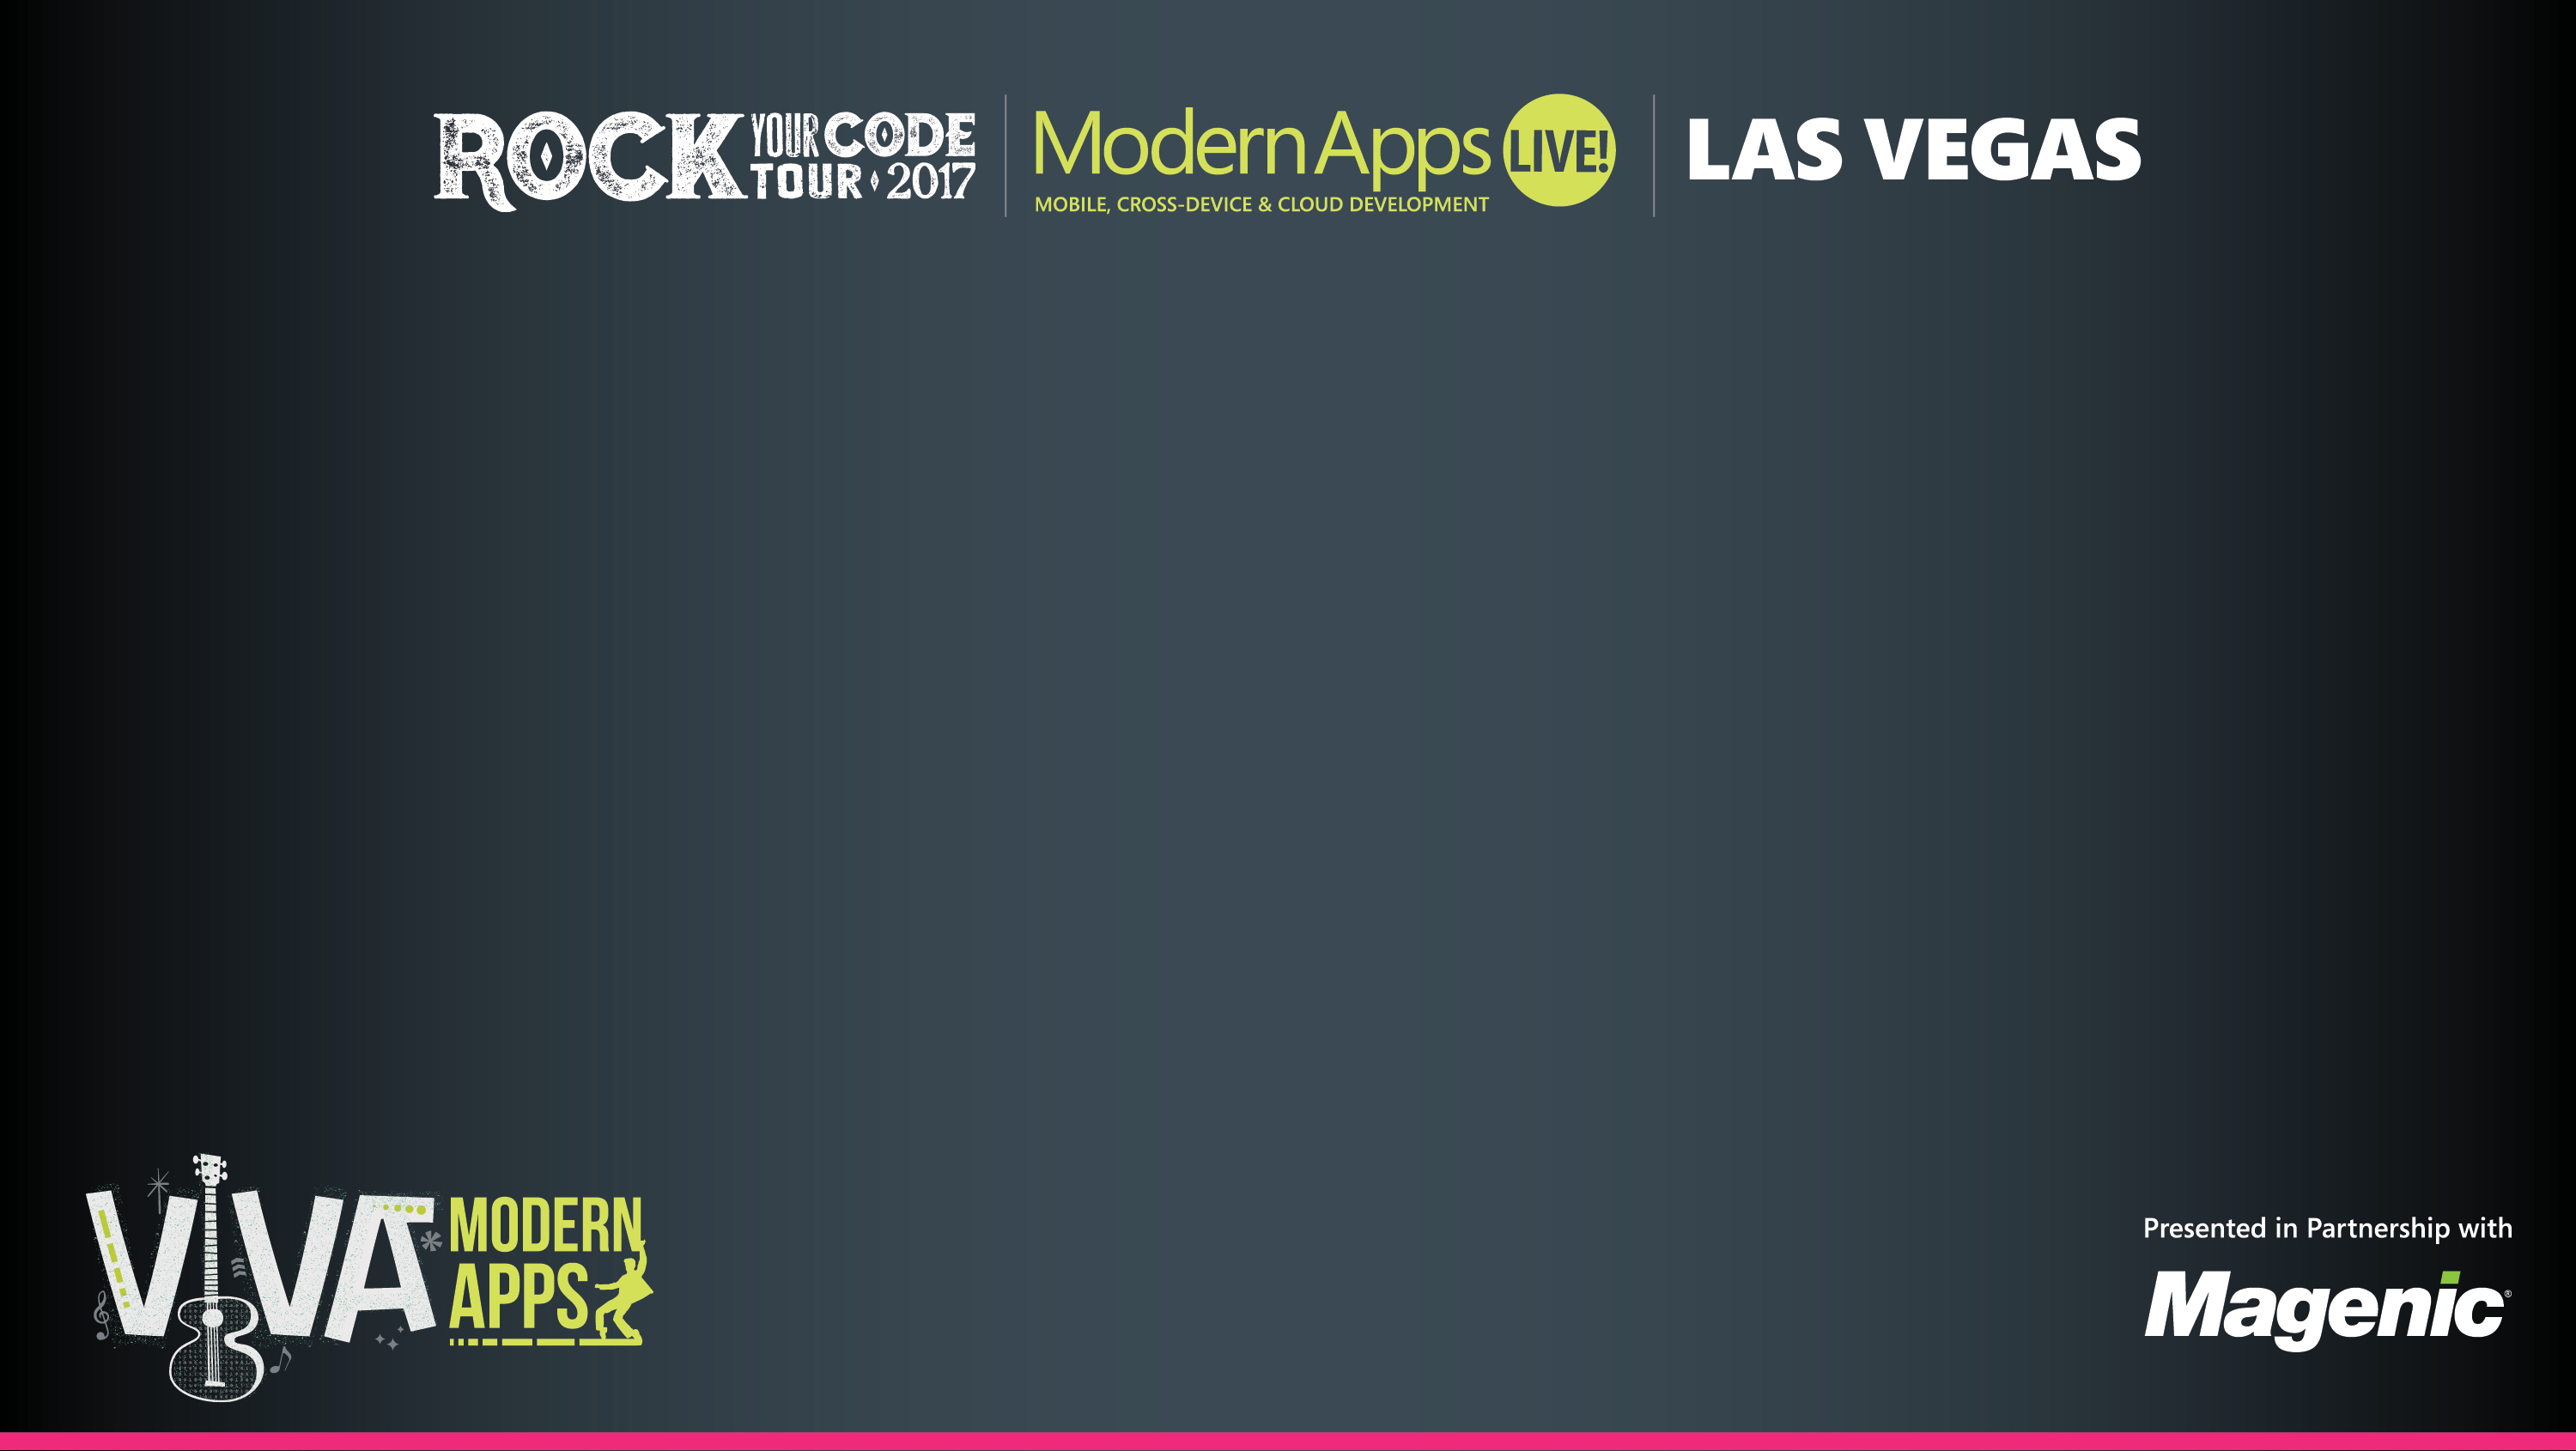 ROCK YOUR CODE
TOUR 2017
Modern Apps LIVE!
MOBILE, CROSS-DEVICE & CLOUD DEVELOPMENT
LAS VEGAS
VIVA
MODERN
APPS
Presented in Partnership with
Magenic®